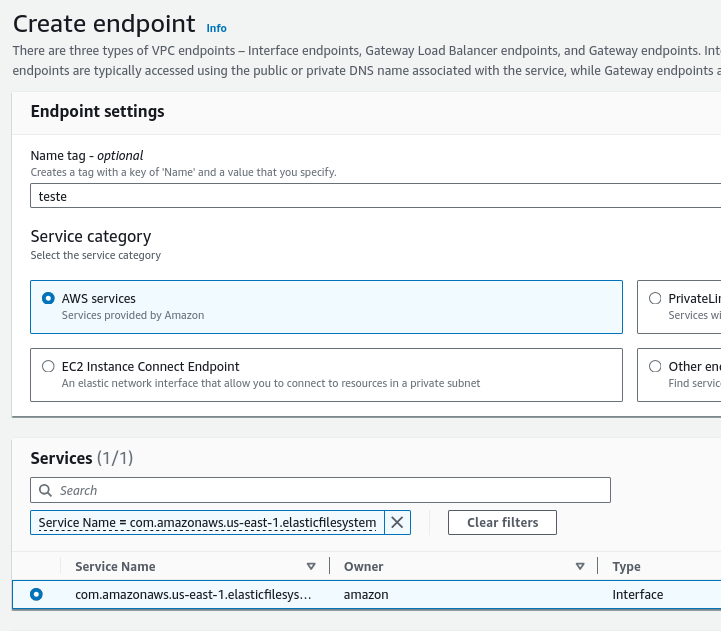 Create endpoint Info
There are three types of VPC endpoints – Interface endpoints, Gateway Load Balancer endpoints, and Gateway endpoints.
endpoints are typically accessed using the public or private DNS name associated with the service, while Gateway endpoints
Endpoint settings
Name tag - optional
Creates a tag with a key of 'Name' and a value that you specify.
teste
Service category
Select the service category
AWS services
Services provided by Amazon
Services
EC2 Instance Connect Endpoint
An elastic network interface that allow you to connect to resources in a private subnet
Other
Find
Services (1/1)
Search
Service Name = com.amazonaws.us-east-1.elasticfilesystem
Clear filters
Service Name Owner Type
com.amazonaws.us-east-1.elasticfilesys... amazon Interface